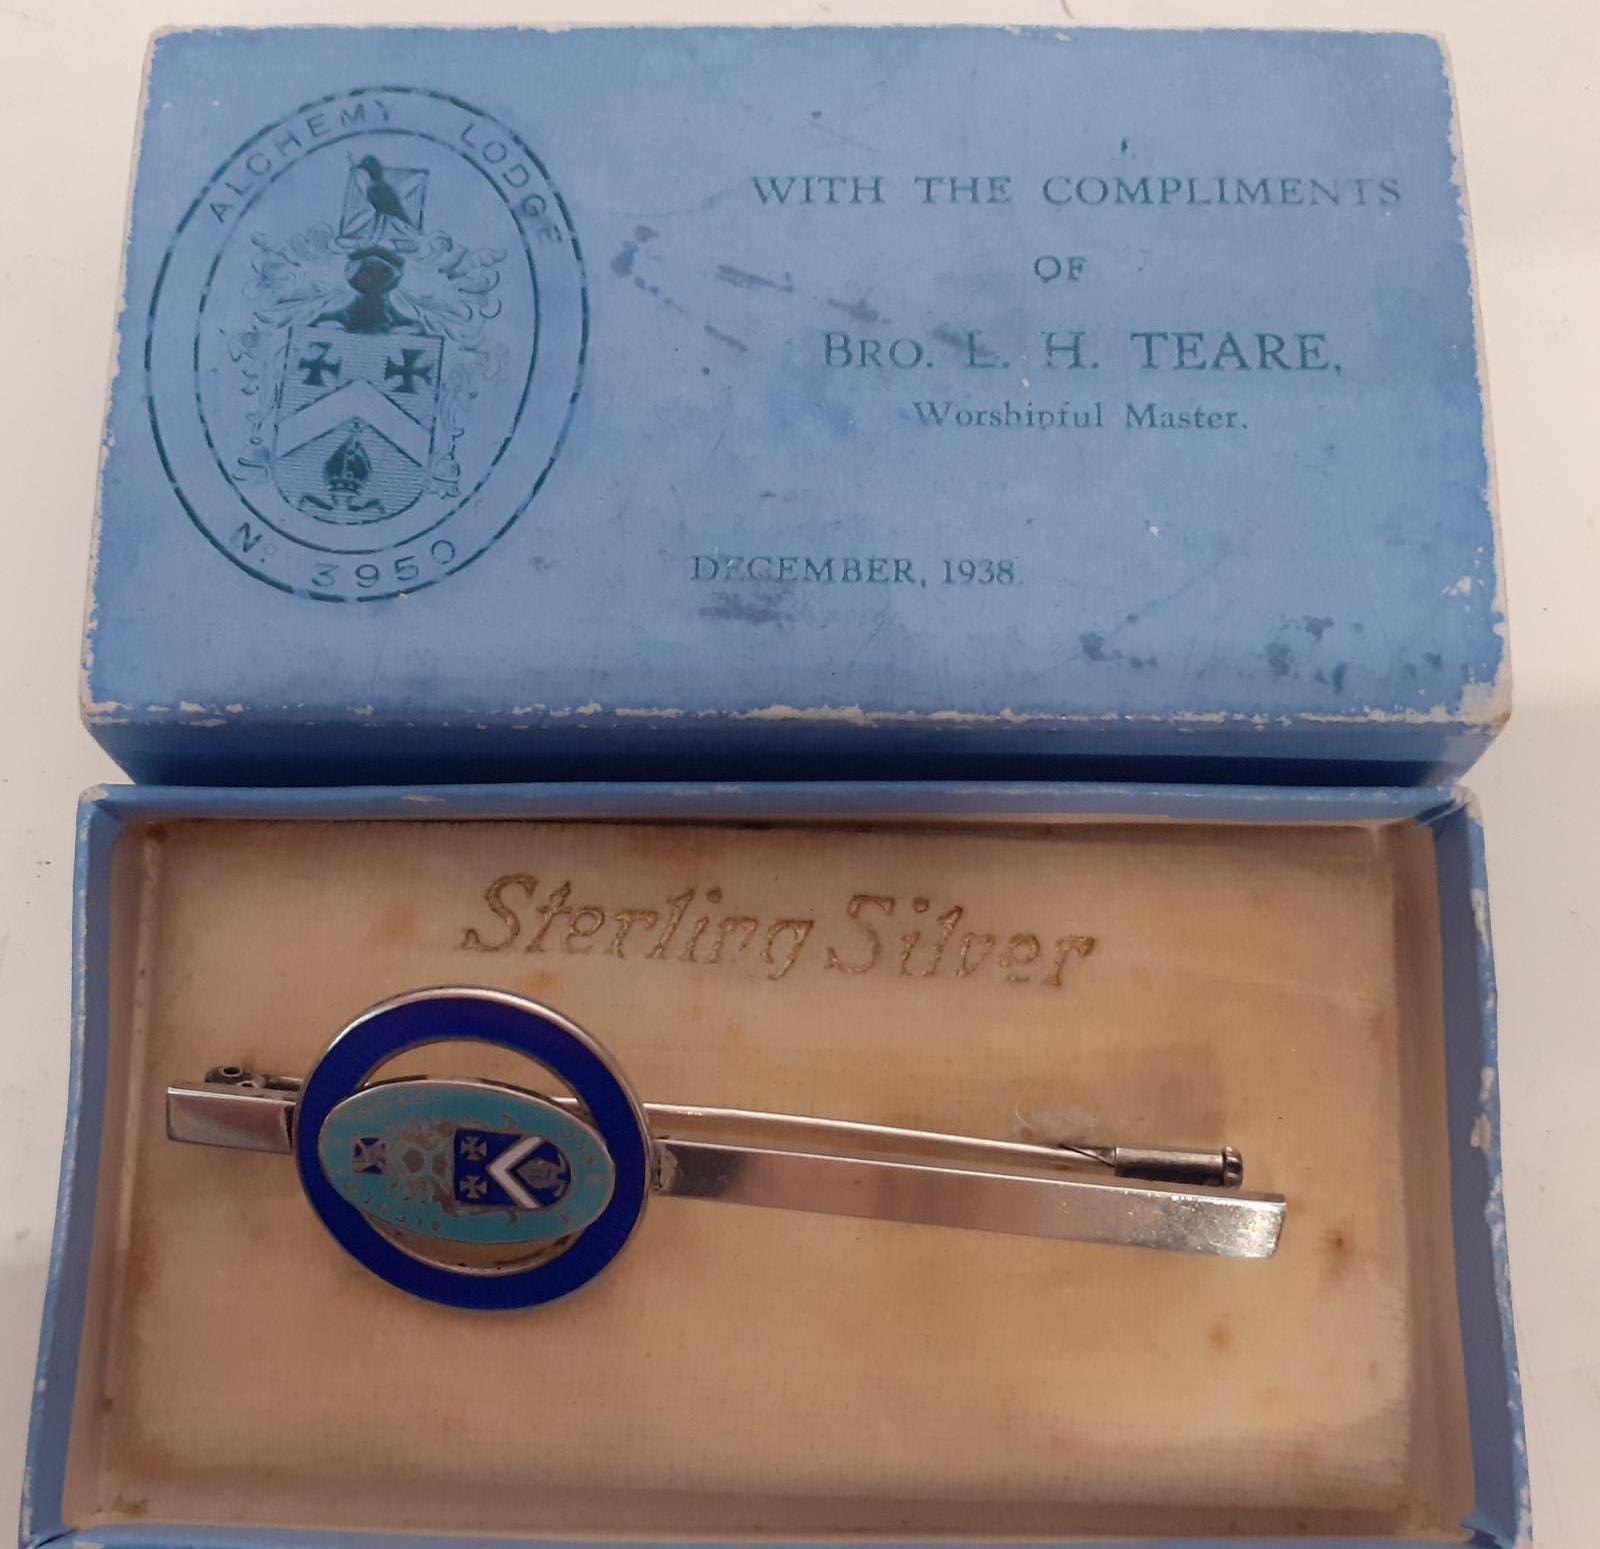 ALCHEMY LODGE
No. 3950
WITH THE COMPLIMENTS
OF
BRO. L. H. TEARE,
Worshipful Master.
DECEMBER, 1938.
Sterling Silver